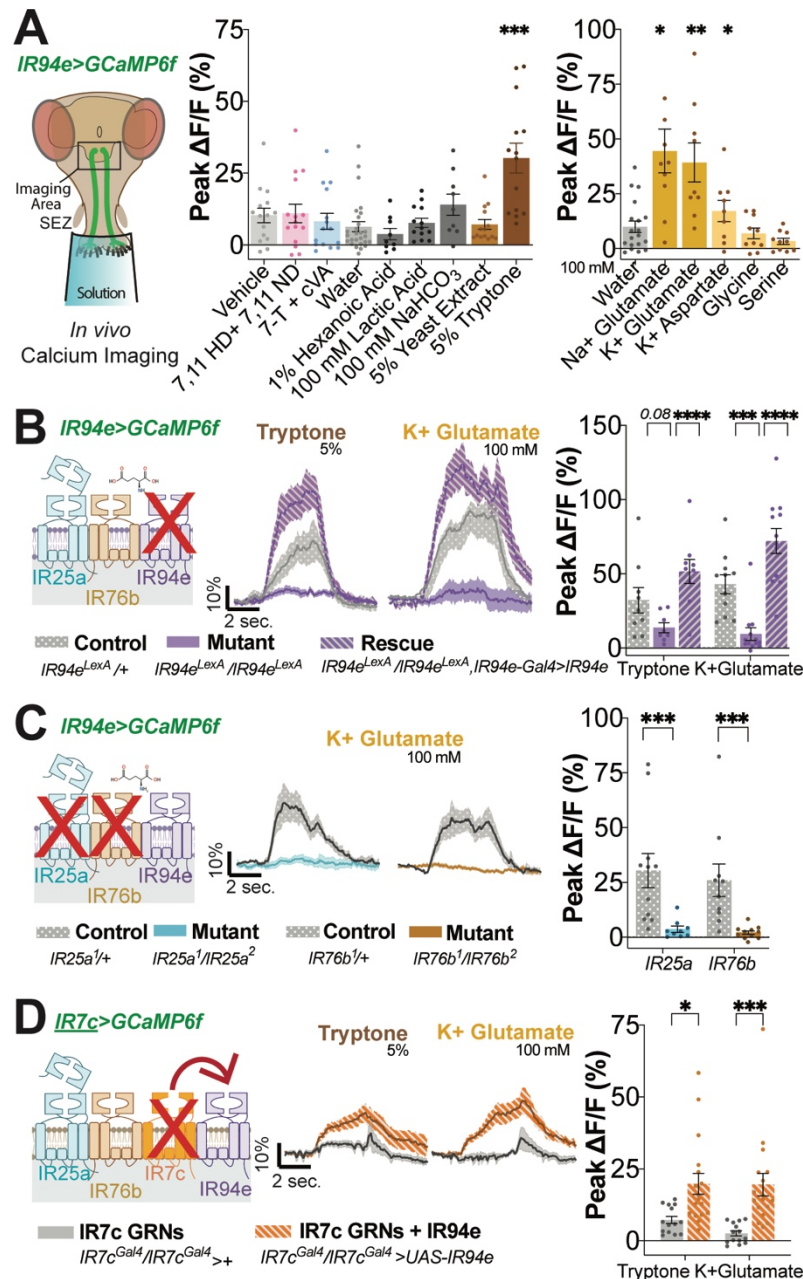 A
IR94e>GCaMP6f
Imaging
Area
SEZ
Solution
In vivo
Calcium Imaging
Peak ΔF/F (%)
75
50
25
0
***
Vehicle
7,11 HD+ 7,11 ND
7-T + cVA
Water
1% Hexanoic Acid
100 mM Lactic Acid
100 mM NaHCO3
5% Yeast Extract
5% Tryptone
Peak ΔF/F (%)
100
75
50
25
0
* ** *
100 mM
Water
Na+ Glutamate
K+ Glutamate
K+ Aspartate
Glycine
Serine
B
IR94e>GCaMP6f
IR25a
IR76b
IR94e
Tryptone
5%
K+ Glutamate
100 mM
10%
2 sec.
Control
IR94e^LexA/+
Mutant
IR94e^LexA/IR94e^LexA
Rescue
IR94e^LexA/IR94e^LexA,IR94e-Gal4>IR94e
Peak ΔF/F (%)
150
100
50
0
0.08 **** *** ****
Tryptone K+Glutamate
C
IR94e>GCaMP6f
IR25a
IR76b
IR94e
K+ Glutamate
100 mM
10%
2 sec.
Control
IR25a^1/+
Mutant
IR25a^1/IR25a^2
Control
IR76b^1/+
Mutant
IR76b^1/IR76b^2
Peak ΔF/F (%)
100
75
50
25
0
*** ***
IR25a IR76b
D
IR7c>GCaMP6f
IR25a
IR76b
IR7c
IR94e
Tryptone
5%
K+ Glutamate
100 mM
10%
2 sec.
IR7c GRNs
IR7c^Gal4/IR7c^Gal4>+
IR7c GRNs + IR94e
IR7c^Gal4/IR7c^Gal4>UAS-IR94e
Peak ΔF/F (%)
75
50
25
0
* ***
Tryptone K+Glutamate